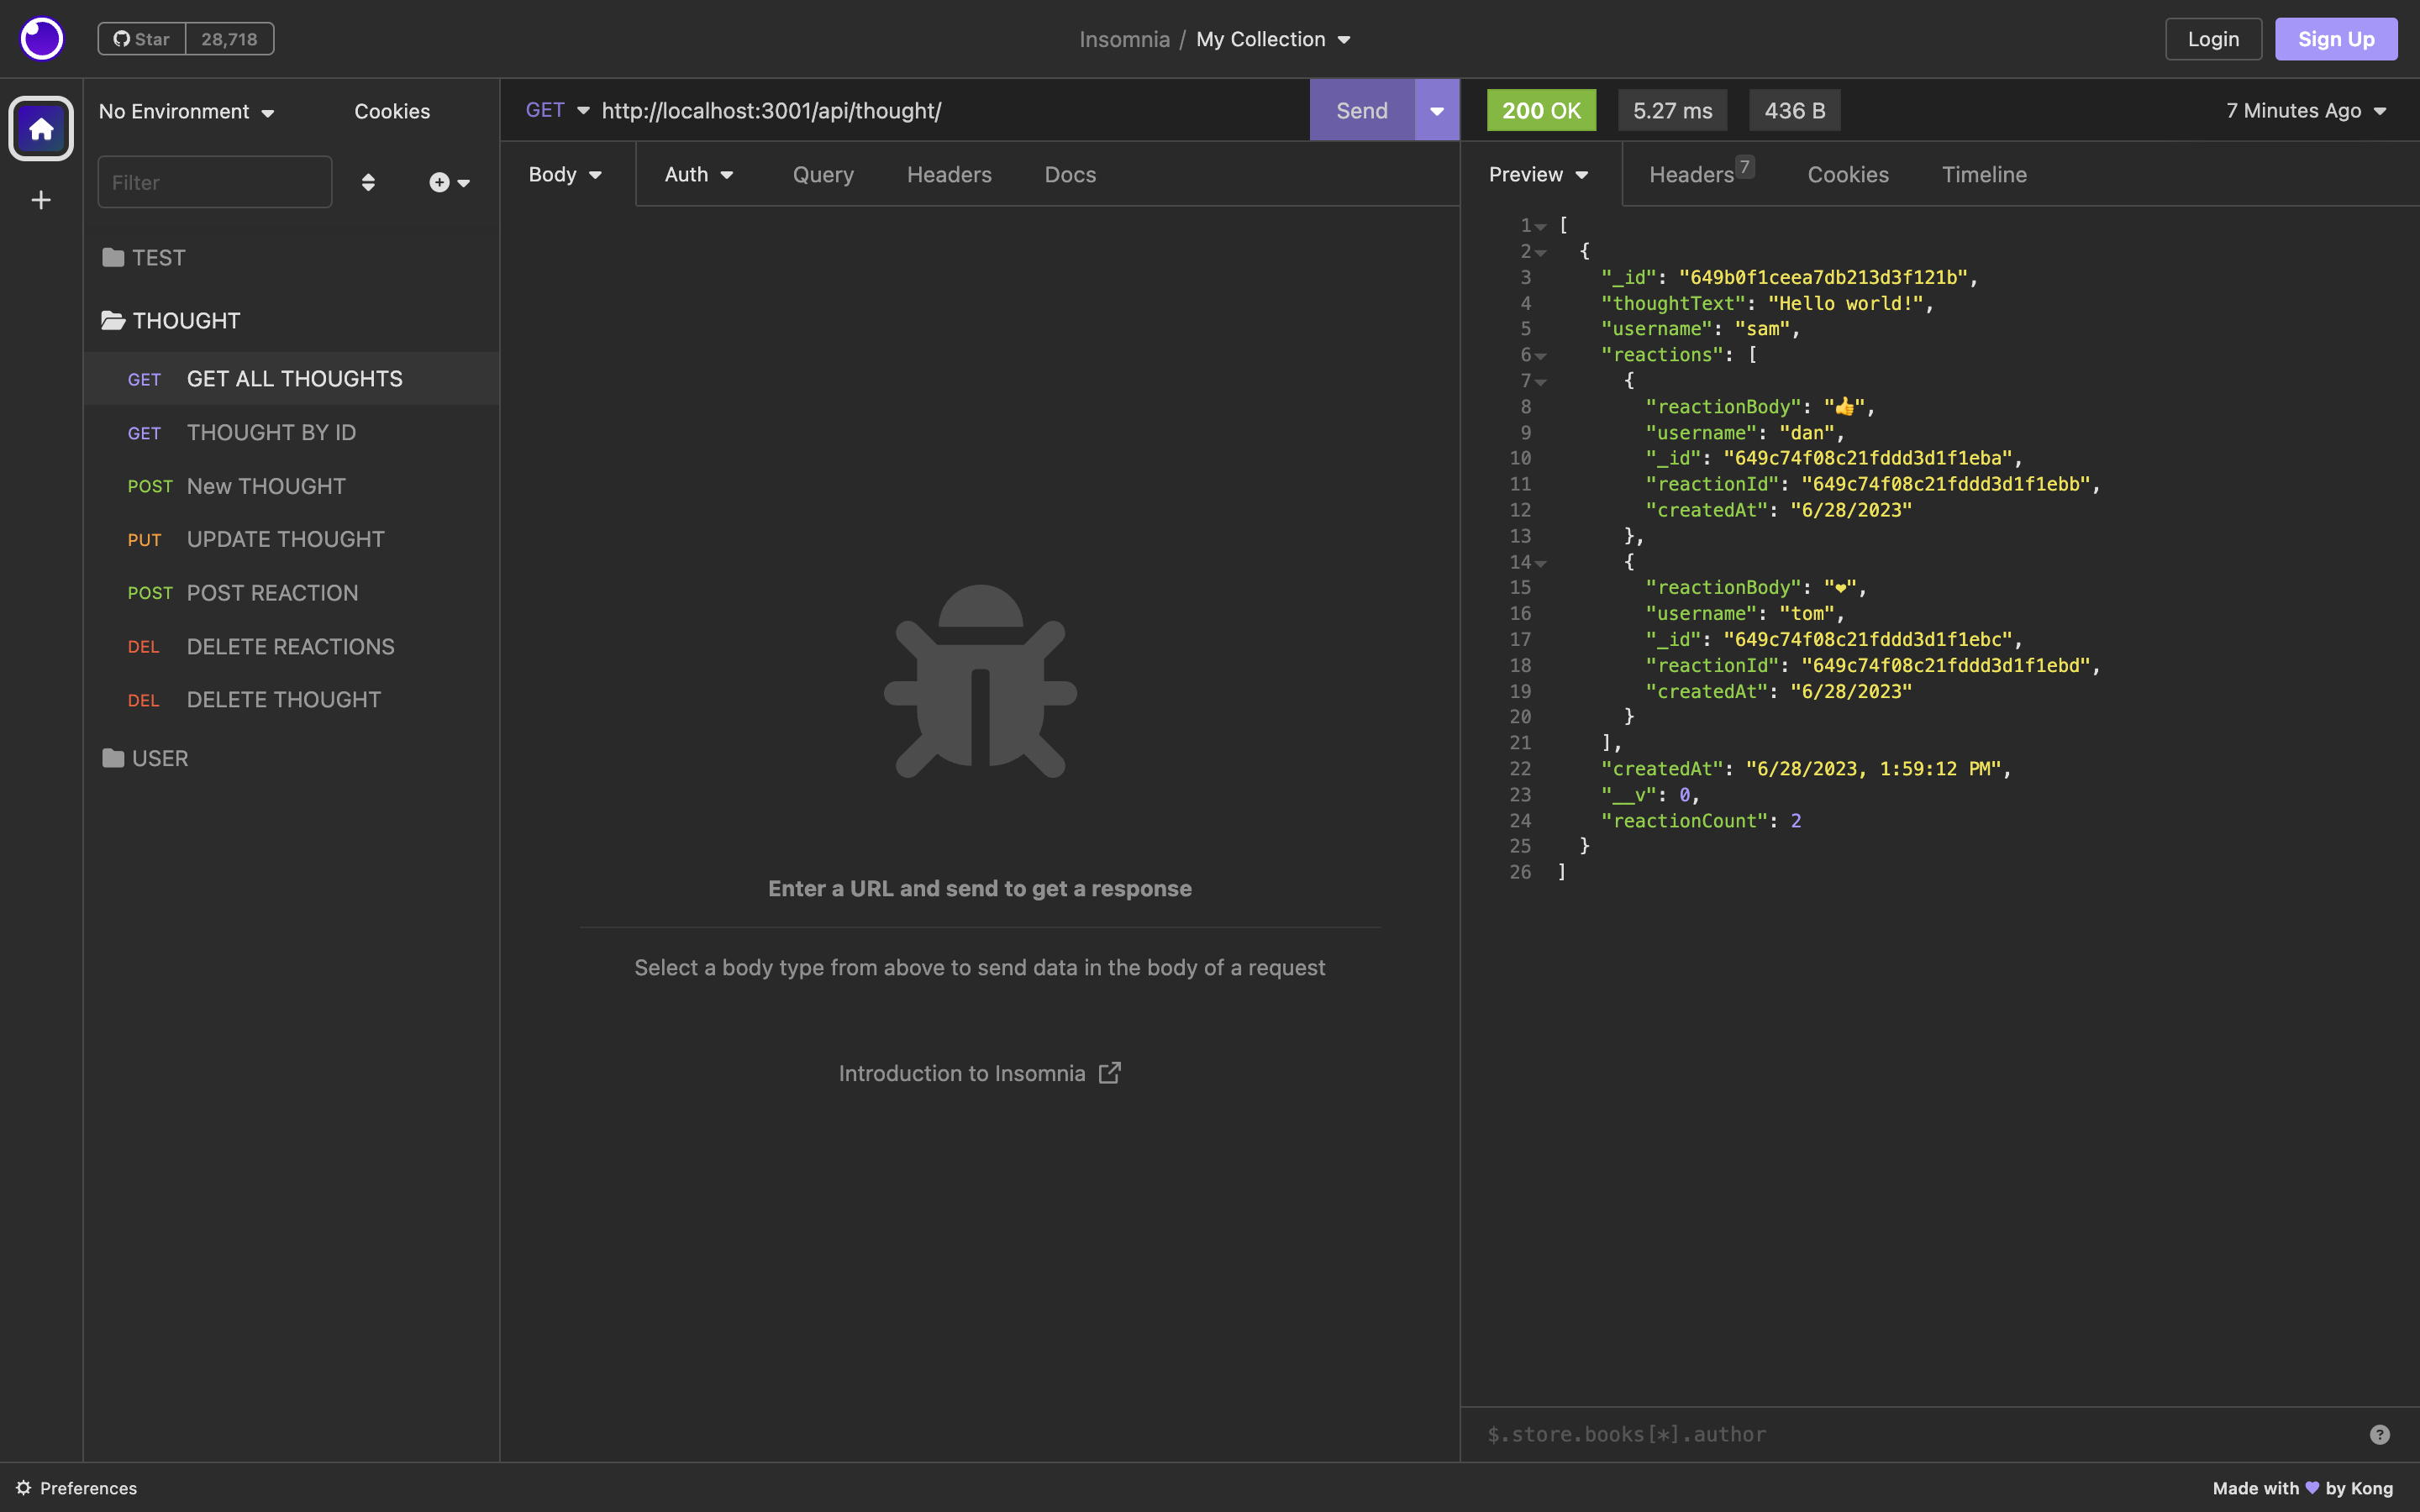 Star 28,718
Insomnia / My Collection
Login Sign Up
No Environment Cookies
Filter
TEST
THOUGHT
GET GET ALL THOUGHTS
GET THOUGHT BY ID
POST New THOUGHT
PUT UPDATE THOUGHT
POST POST REACTION
DEL DELETE REACTIONS
DEL DELETE THOUGHT
USER
GET http://localhost:3001/api/thought/ Send
Body Auth Query Headers Docs
Enter a URL and send to get a response
Select a body type from above to send data in the body of a request
Introduction to Insomnia
200 OK 5.27 ms 436 B 7 Minutes Ago
Preview Headers 7 Cookies Timeline
1 [
2 {
3 "_id": "649b0f1ceea7db213d3f121b",
4 "thoughtText": "Hello world!",
5 "username": "sam",
6 "reactions": [
7 {
8 "reactionBody": "👍",
9 "username": "dan",
10 "_id": "649c74f08c21fddd3d1f1eba",
11 "reactionId": "649c74f08c21fddd3d1f1ebb",
12 "createdAt": "6/28/2023"
13 },
14 {
15 "reactionBody": "❤",
16 "username": "tom",
17 "_id": "649c74f08c21fddd3d1f1ebc",
18 "reactionId": "649c74f08c21fddd3d1f1ebd",
19 "createdAt": "6/28/2023"
20 }
21 ],
22 "createdAt": "6/28/2023, 1:59:12 PM",
23 "__v": 0,
24 "reactionCount": 2
25 }
26 ]
$.store.books[*].author
Preferences
Made with 💜 by Kong